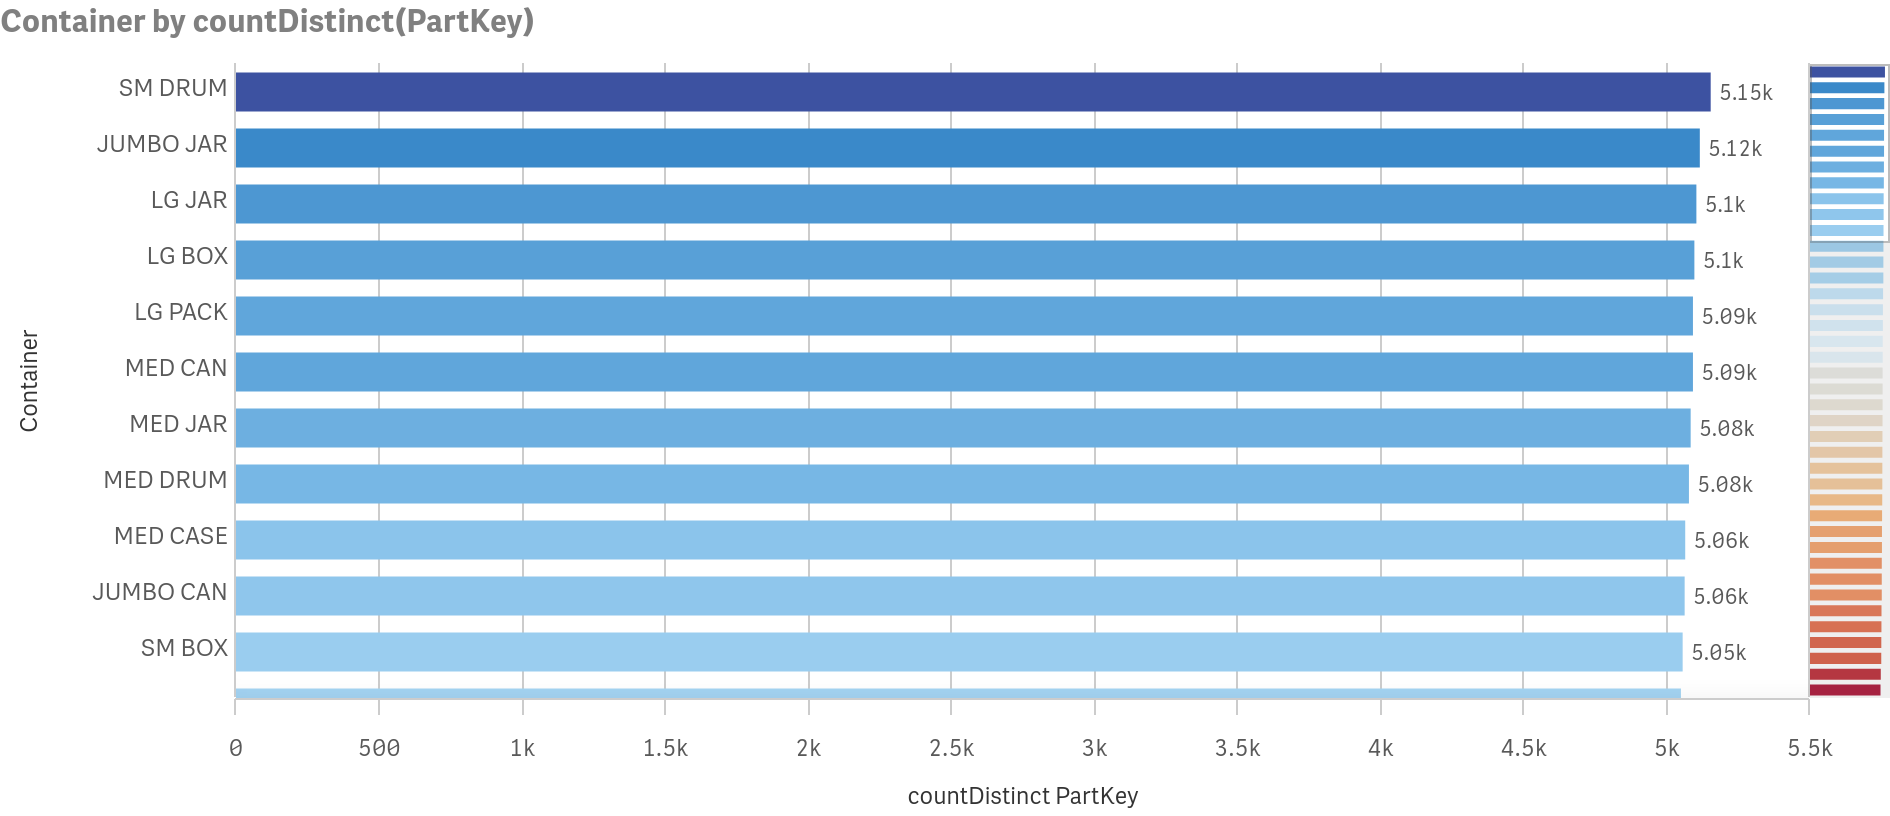 Container by countDistinct(PartKey)
Container
SM DRUM 5.15k
JUMBO JAR 5.12k
LG JAR 5.1k
LG BOX 5.1k
LG PACK 5.09k
MED CAN 5.09k
MED JAR 5.08k
MED DRUM 5.08k
MED CASE 5.06k
JUMBO CAN 5.06k
SM BOX 5.05k
0 500 1k 1.5k 2k 2.5k 3k 3.5k 4k 4.5k 5k 5.5k
countDistinct PartKey